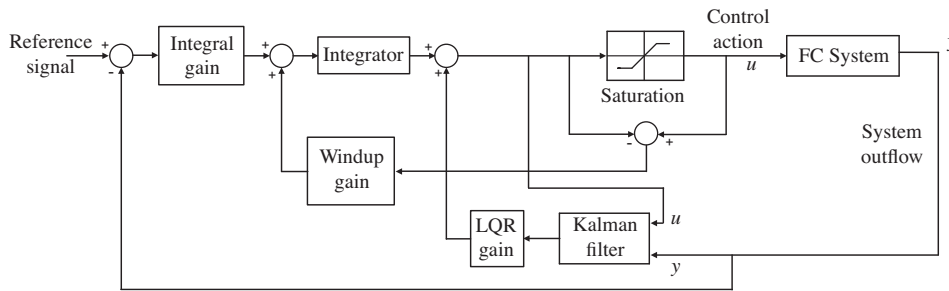 Reference
signal
+
-
Integral
gain
+
+
Integrator
+
+
Saturation
Control
action
u
FC System
System
outflow
-
+
Windup
gain
LQR
gain
Kalman
filter
u
y